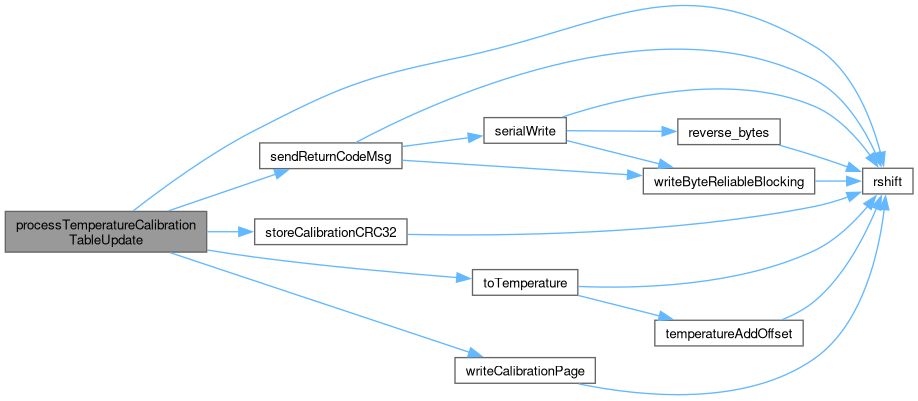 processTemperatureCalibration
TableUpdate
sendReturnCodeMsg
serialWrite
reverse_bytes
writeByteReliableBlocking
rshift
storeCalibrationCRC32
toTemperature
temperatureAddOffset
writeCalibrationPage